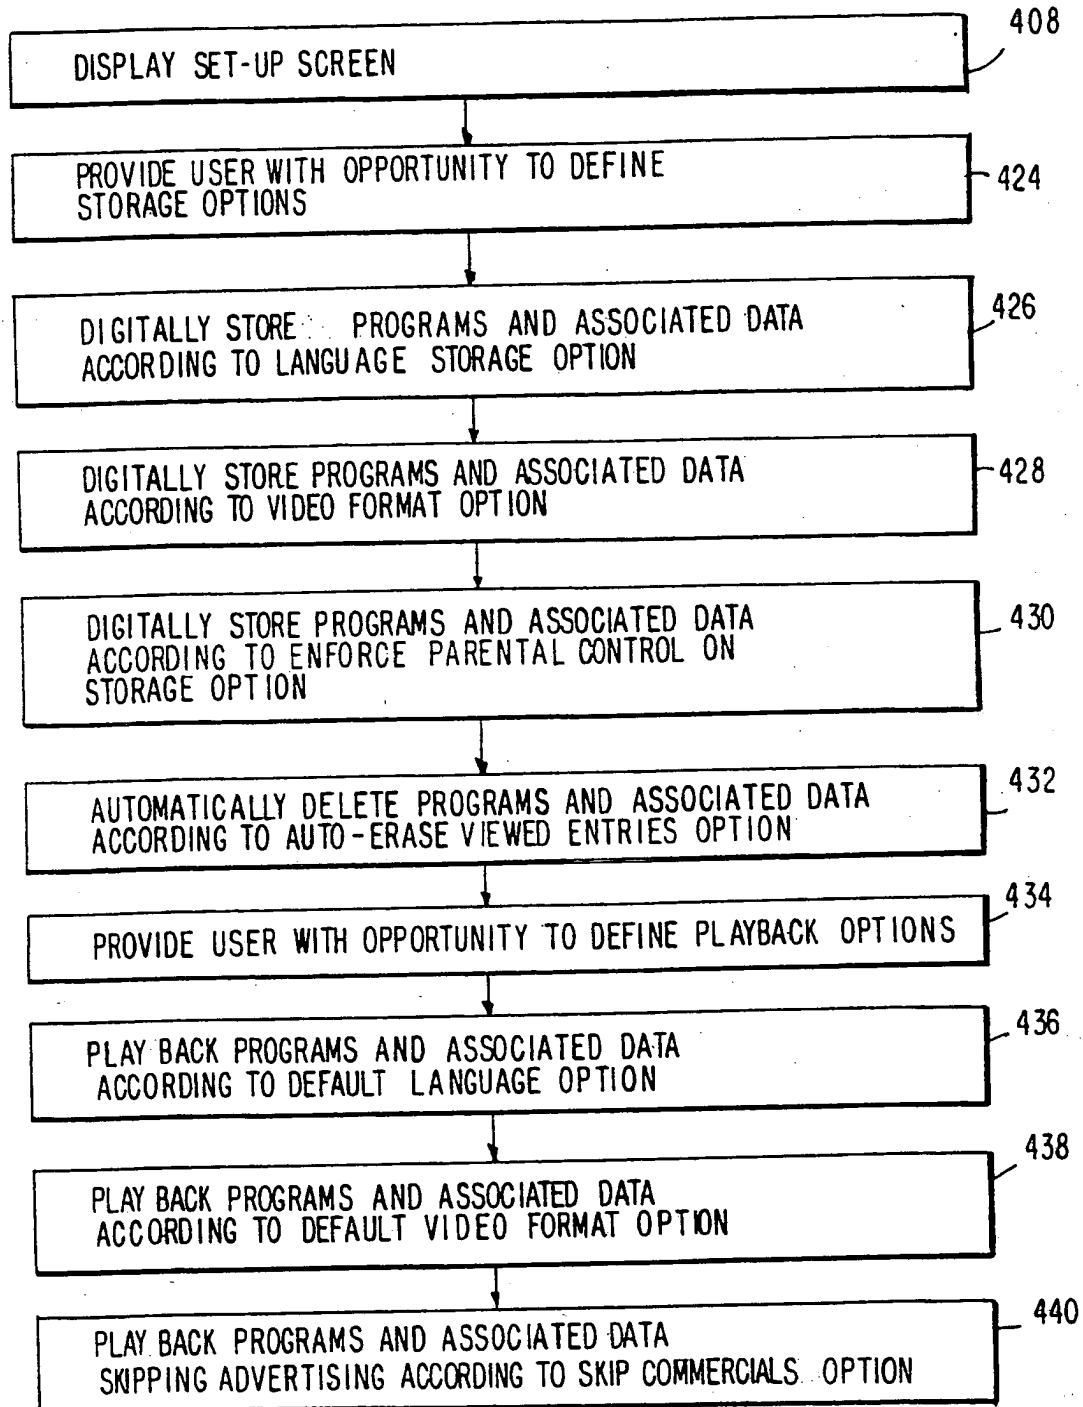 408
DISPLAY SET-UP SCREEN
PROVIDE USER WITH OPPORTUNITY TO DEFINE
STORAGE OPTIONS
424
DIGITALLY STORE PROGRAMS AND ASSOCIATED DATA
ACCORDING TO LANGUAGE STORAGE OPTION
426
DIGITALLY STORE PROGRAMS AND ASSOCIATED DATA
ACCORDING TO VIDEO FORMAT OPTION
428
DIGITALLY STORE PROGRAMS AND ASSOCIATED DATA
ACCORDING TO ENFORCE PARENTAL CONTROL ON
STORAGE OPTION
430
AUTOMATICALLY DELETE PROGRAMS AND ASSOCIATED DATA
ACCORDING TO AUTO-ERASE VIEWED ENTRIES OPTION
432
PROVIDE USER WITH OPPORTUNITY TO DEFINE PLAYBACK OPTIONS
434
PLAY BACK PROGRAMS AND ASSOCIATED DATA
ACCORDING TO DEFAULT LANGUAGE OPTION
436
PLAY BACK PROGRAMS AND ASSOCIATED DATA
ACCORDING TO DEFAULT VIDEO FORMAT OPTION
438
PLAY BACK PROGRAMS AND ASSOCIATED DATA
SKIPPING ADVERTISING ACCORDING TO SKIP COMMERCIALS OPTION
440